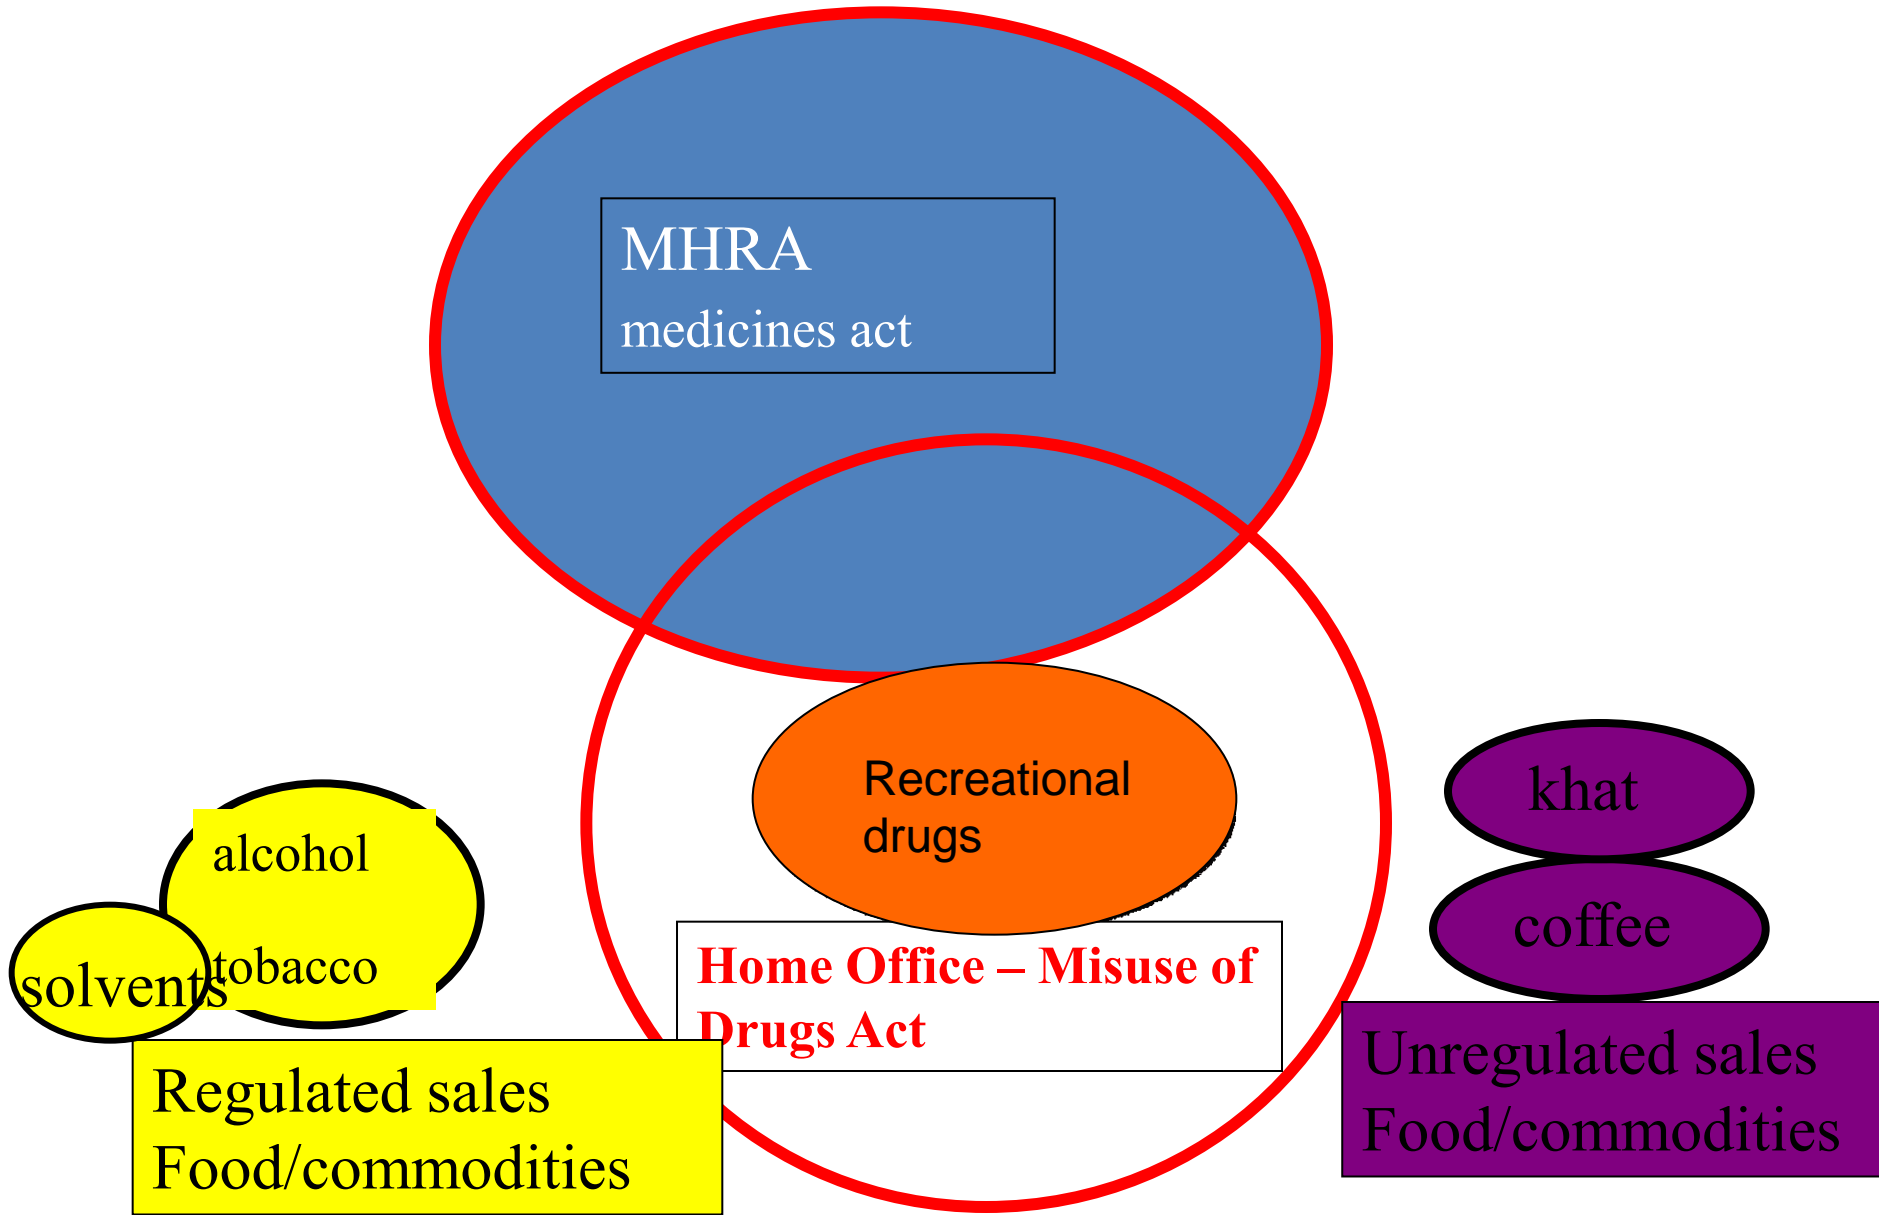 MHRA
medicines act
Recreational
drugs
khat
alcohol
coffee
tobacco
solvents
Home Office – Misuse of
Drugs Act
Unregulated sales
Food/commodities
Regulated sales
Food/commodities